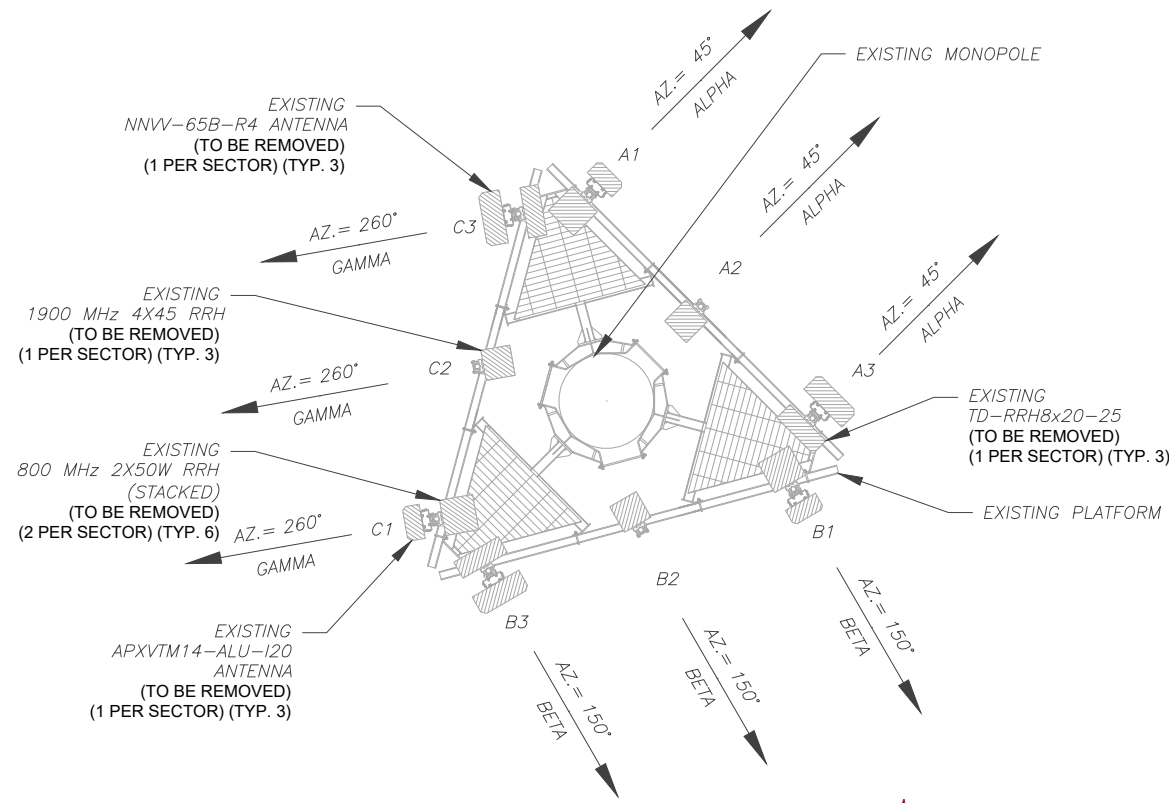 EXISTING MONOPOLE
AZ.= 45°
ALPHA
EXISTING
NNVV-65B-R4 ANTENNA
(TO BE REMOVED)
(1 PER SECTOR) (TYP. 3)
A1
AZ.= 45°
ALPHA
C3
AZ.= 260°
GAMMA
A2
AZ.= 45°
ALPHA
EXISTING
1900 MHz 4X45 RRH
(TO BE REMOVED)
(1 PER SECTOR) (TYP. 3)
C2
AZ.= 260°
GAMMA
A3
EXISTING
TD-RRH8x20-25
(TO BE REMOVED)
(1 PER SECTOR) (TYP. 3)
EXISTING
800 MHz 2X50W RRH
(STACKED)
(TO BE REMOVED)
(2 PER SECTOR) (TYP. 6)
C1
AZ.= 260°
GAMMA
EXISTING PLATFORM
B1
B2
B3
EXISTING
APXVTM14-ALU-I20
ANTENNA
(TO BE REMOVED)
(1 PER SECTOR) (TYP. 3)
AZ.= 150°
BETA
AZ.= 150°
BETA
AZ.= 150°
BETA